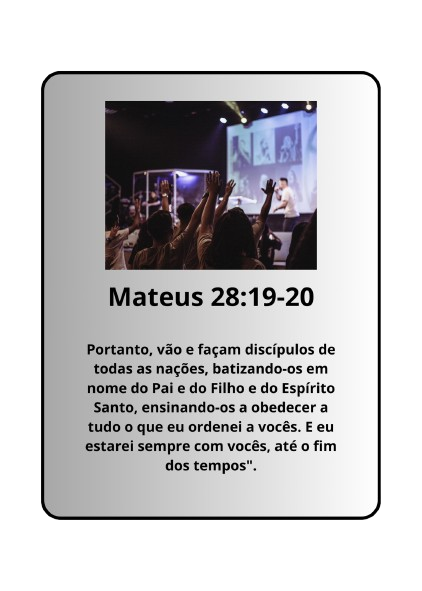 Mateus 28:19-20
Portanto, vão e façam discípulos de
todas as nações, batizando-os em
nome do Pai e do Filho e do Espírito
Santo, ensinando-os a obedecer a
tudo o que eu ordenei a vocês. E eu
estarei sempre com vocês, até o fim
dos tempos".